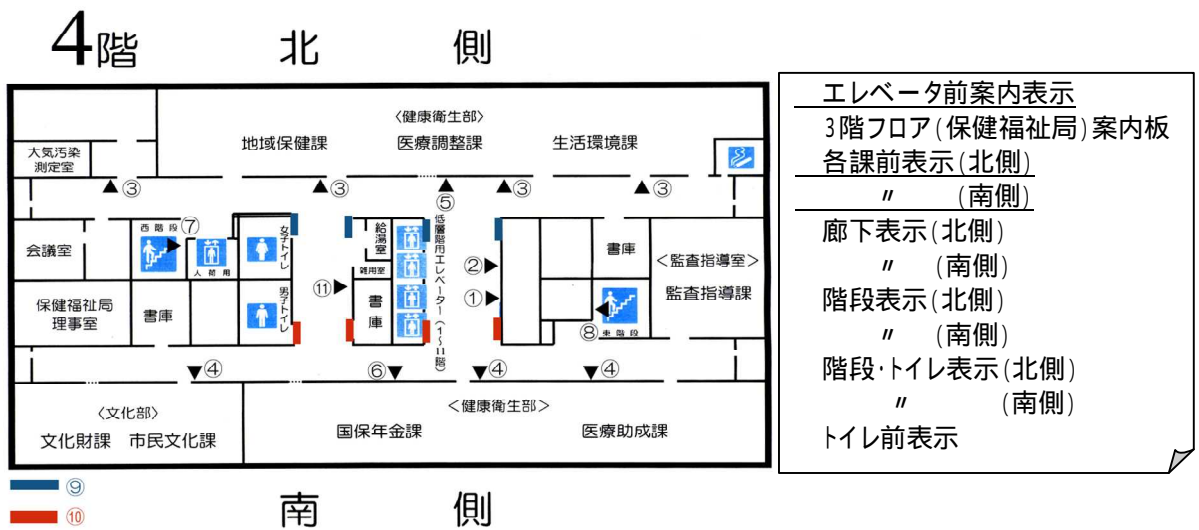 4階 北側
〈健康衛生部〉
地域保健課 医療調整課 生活環境課
大気汚染
測定室
▲③ ▲③ ▲⑤ ▲③ ▲③
会議室
西階段
⑦
人荷用
女子トイレ
給湯室
雑用室
低層階用エレベーター(1~11階)
②
書庫
<監査指導室>
監査指導課
保健福祉局
理事室
書庫
男子トイレ
⑪
書庫
①
東階段
⑧
▼④ ⑥▼ ▼④ ▼④
〈文化部〉
文化財課 市民文化課
<健康衛生部>
国保年金課 医療助成課
⑨
⑩
南側
エレベータ前案内表示
3階フロア(保健福祉局)案内板
各課前表示(北側)
〃 (南側)
廊下表示(北側)
〃 (南側)
階段表示(北側)
〃 (南側)
階段・トイレ表示(北側)
〃 (南側)
トイレ前表示